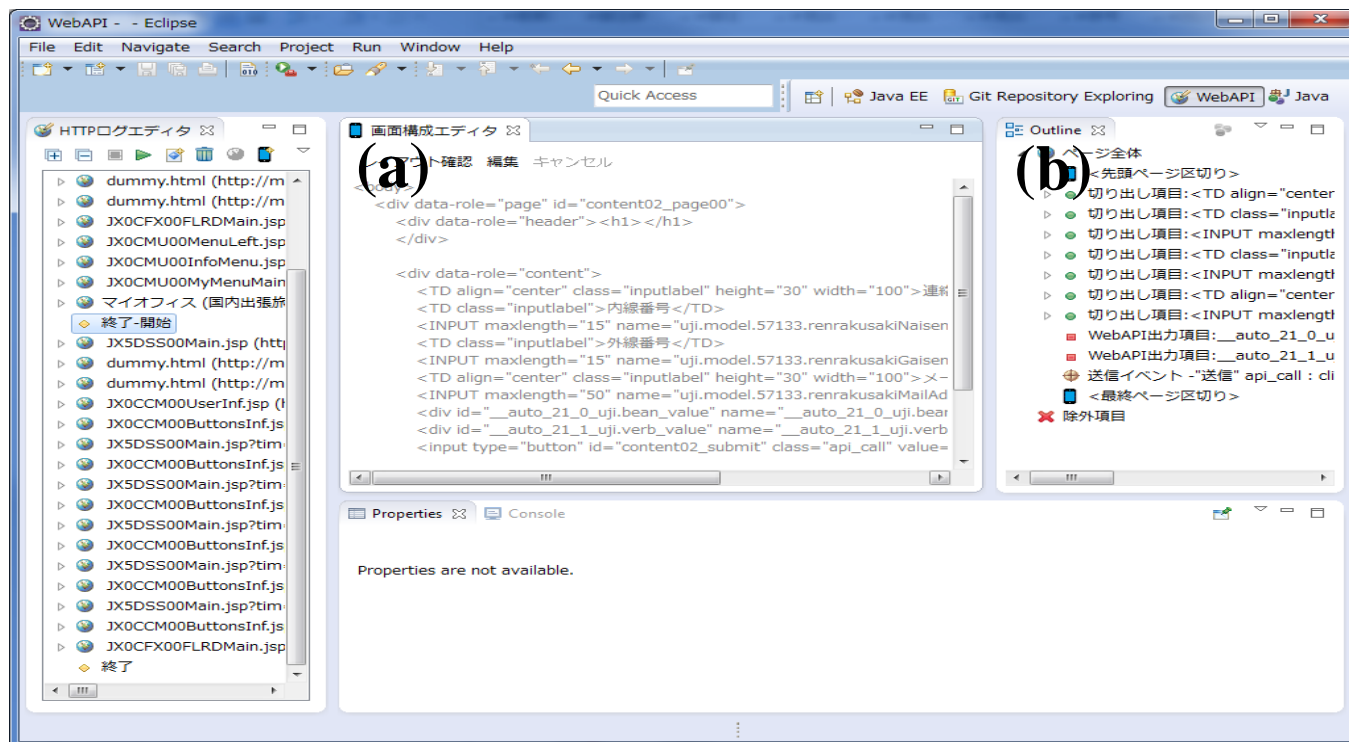 WebAPI - - Eclipse
File Edit Navigate Search Project Run Window Help
Quick Access
Java EE
Git Repository Exploring
WebAPI
Java
HTTPログエディタ
dummy.html (http://m
dummy.html (http://m
JX0CFX00FLRDMain.jsp
JX0CMU00MenuLeft.jsp
JX0CMU00InfoMenu.jsp
JX0CMU00MyMenuMain
マイオフィス (国内出張旅
終了-開始
JX5DSS00Main.jsp (http
dummy.html (http://m
dummy.html (http://m
JX0CCM00UserInf.jsp (h
JX0CCM00ButtonsInf.js
JX5DSS00Main.jsp?tim
JX0CCM00ButtonsInf.js
JX5DSS00Main.jsp?tim
JX0CCM00ButtonsInf.js
JX5DSS00Main.jsp?tim
JX0CCM00ButtonsInf.js
JX5DSS00Main.jsp?tim
JX0CCM00ButtonsInf.js
JX5DSS00Main.jsp?tim
JX0CCM00ButtonsInf.js
JX0CFX00FLRDMain.jsp
終了
画面構成エディタ
(a)
確認 編集 キャンセル
<div data-role="page" id="content02_page00">
<div data-role="header"><h1></h1>
</div>
<div data-role="content">
<TD align="center" class="inputlabel" height="30" width="100">連絡
<TD class="inputlabel">内線番号</TD>
<INPUT maxlength="15" name="uji.model.57133.renrakusakiNaisen
<TD class="inputlabel">外線番号</TD>
<INPUT maxlength="15" name="uji.model.57133.renrakusakiGaisen
<TD align="center" class="inputlabel" height="30" width="100">メー
<INPUT maxlength="50" name="uji.model.57133.renrakusakiMailAd
<div id="__auto_21_0_uji.bean_value" name="__auto_21_0_uji.bear
<div id="__auto_21_1_uji.verb_value" name="__auto_21_1_uji.verb
<input type="button" id="content02_submit" class="api_call" value=
Outline
(b)
ページ全体
<先頭ページ区切り>
切り出し項目:<TD align="center
切り出し項目:<TD class="inputla
切り出し項目:<INPUT maxlength
切り出し項目:<TD class="inputla
切り出し項目:<INPUT maxlength
切り出し項目:<TD align="center
切り出し項目:<INPUT maxlength
WebAPI出力項目:__auto_21_0_u
WebAPI出力項目:__auto_21_1_u
送信イベント -"送信" api_call : cli
<最終ページ区切り>
除外項目
Properties
Console
Properties are not available.